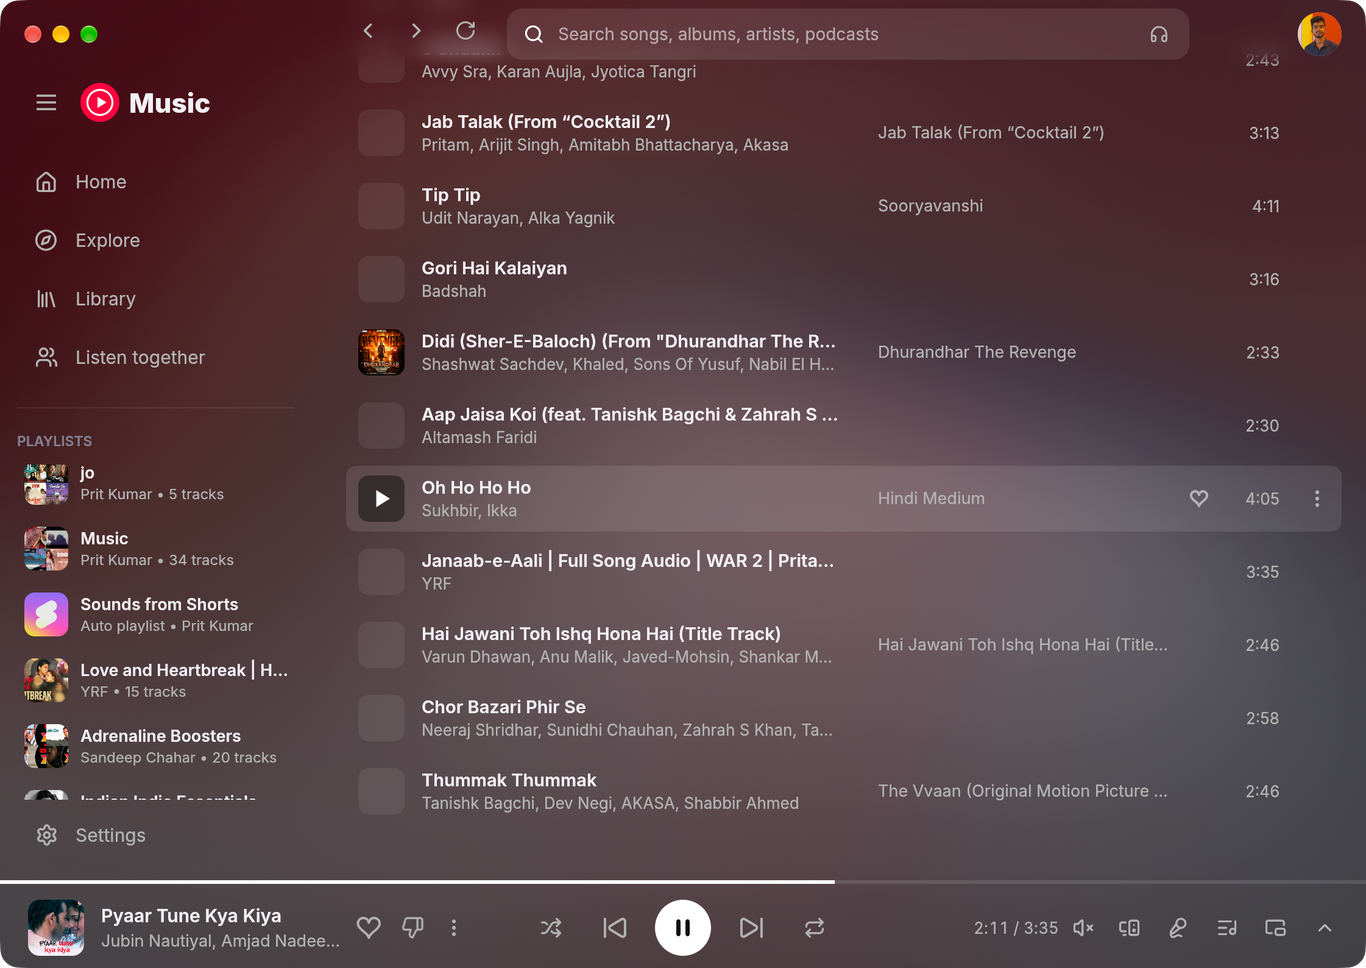 Search songs, albums, artists, podcasts
Music
Home
Explore
Library
Listen together
PLAYLISTS
jo
Prit Kumar • 5 tracks
Music
Prit Kumar • 34 tracks
Sounds from Shorts
Auto playlist • Prit Kumar
Love and Heartbreak | H...
YRF • 15 tracks
Adrenaline Boosters
Sandeep Chahar • 20 tracks
Indian Indie Essentials
Settings
Avvy Sra, Karan Aujla, Jyotica Tangri
2:43
Jab Talak (From “Cocktail 2”)
Pritam, Arijit Singh, Amitabh Bhattacharya, Akasa
Jab Talak (From “Cocktail 2”)
3:13
Tip Tip
Udit Narayan, Alka Yagnik
Sooryavanshi
4:11
Gori Hai Kalaiyan
Badshah
3:16
Didi (Sher-E-Baloch) (From "Dhurandhar The R...
Shashwat Sachdev, Khaled, Sons Of Yusuf, Nabil El H...
Dhurandhar The Revenge
2:33
Aap Jaisa Koi (feat. Tanishk Bagchi & Zahrah S ...
Altamash Faridi
2:30
Oh Ho Ho Ho
Sukhbir, Ikka
Hindi Medium
4:05
Janaab-e-Aali | Full Song Audio | WAR 2 | Prita...
YRF
3:35
Hai Jawani Toh Ishq Hona Hai (Title Track)
Varun Dhawan, Anu Malik, Javed-Mohsin, Shankar M...
Hai Jawani Toh Ishq Hona Hai (Title...
2:46
Chor Bazari Phir Se
Neeraj Shridhar, Sunidhi Chauhan, Zahrah S Khan, Ta...
2:58
Thummak Thummak
Tanishk Bagchi, Dev Negi, AKASA, Shabbir Ahmed
The Vvaan (Original Motion Picture ...
2:46
Pyaar Tune Kya Kiya
Jubin Nautiyal, Amjad Nadee...
2:11 / 3:35